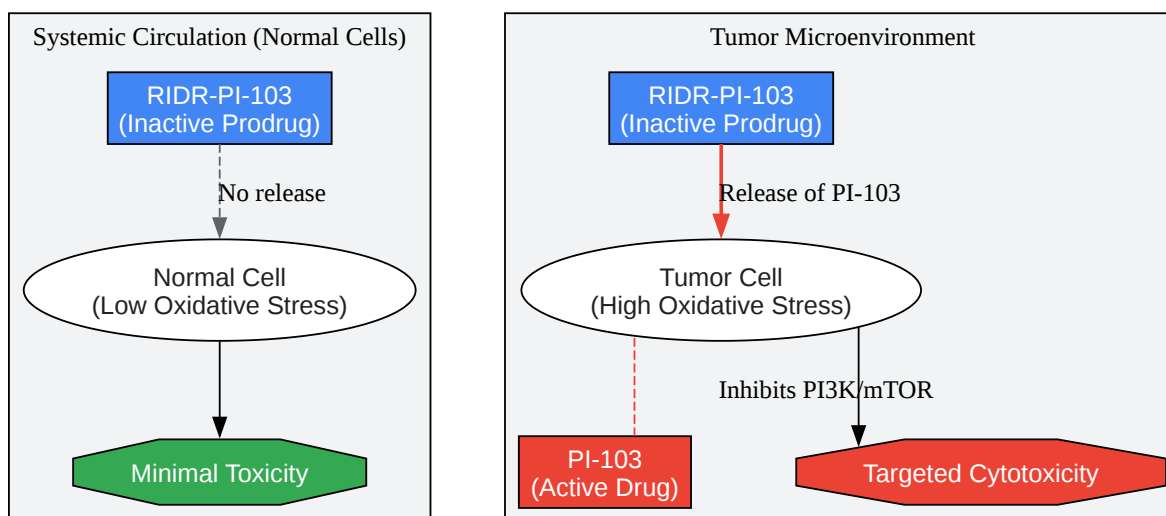 Systemic Circulation (Normal Cells)
RIDR-PI-103
(Inactive Prodrug)
No release
Normal Cell
(Low Oxidative Stress)
Minimal Toxicity
Tumor Microenvironment
RIDR-PI-103
(Inactive Prodrug)
Release of PI-103
Tumor Cell
(High Oxidative Stress)
Inhibits PI3K/mTOR
PI-103
(Active Drug)
Targeted Cytotoxicity